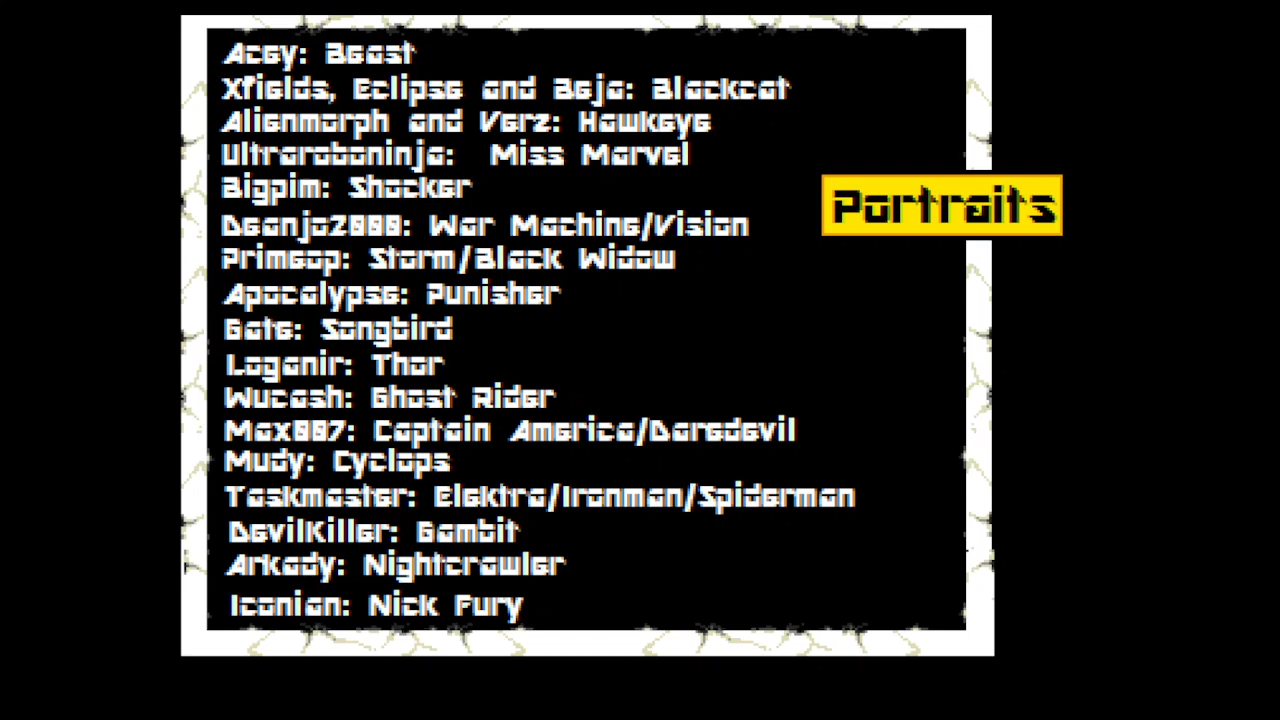 Acey: Beast
Xfields, Eclipse and Beja: Blackcat
Alienmorph and Verz: Hawkeye
Ultraroboninja: Miss Marvel
Bigpim: Shocker
Portraits
Deanjo2000: War Machine/Vision
Primeop: Storm/Black Widow
Apocalypse: Punisher
Gate: Songbird
Loganir: Thor
Wucash: Ghost Rider
Max007: Captain America/Daredevil
Mudy: Cyclops
Taskmaster: Elektra/Ironman/Spiderman
DevilKiller: Gambit
Arkady: Nightcrawler
Iconian: Nick Fury